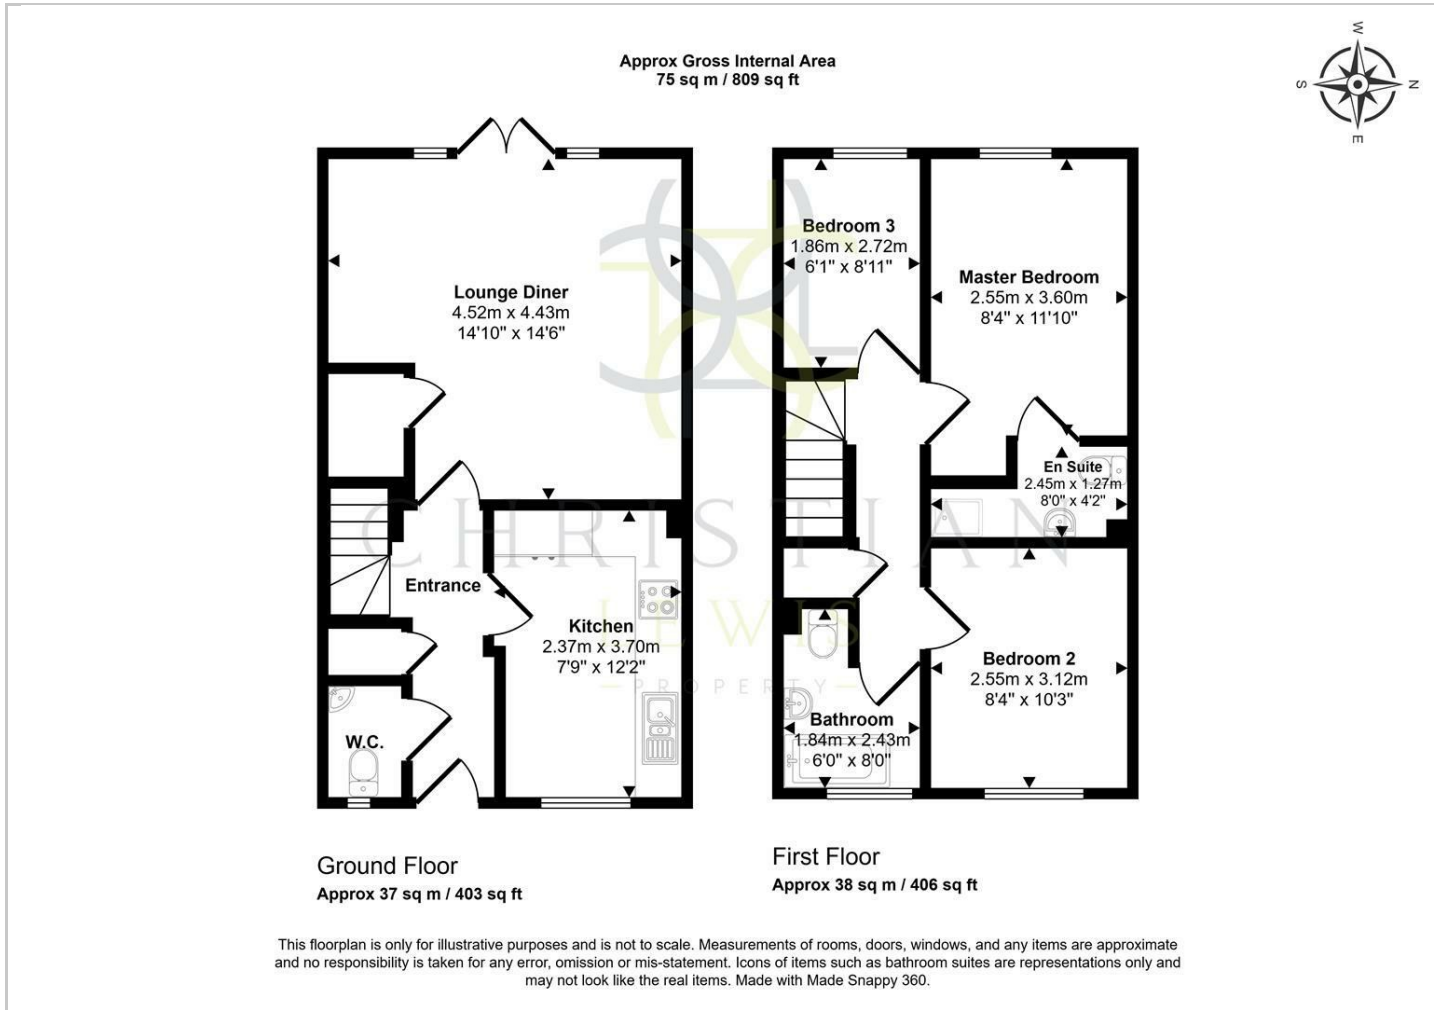 Approx Gross Internal Area
75 sq m / 809 sq ft
W
S
N
E
Lounge Diner
4.52m x 4.43m
14'10" x 14'6"
Entrance
Kitchen
2.37m x 3.70m
7'9" x 12'2"
W.C.
Ground Floor
Approx 37 sq m / 403 sq ft
Bedroom 3
1.86m x 2.72m
6'1" x 8'11"
Master Bedroom
2.55m x 3.60m
8'4" x 11'10"
En Suite
2.45m x 1.27m
8'0" x 4'2"
Bedroom 2
2.55m x 3.12m
8'4" x 10'3"
Bathroom
1.84m x 2.43m
6'0" x 8'0"
First Floor
Approx 38 sq m / 406 sq ft
CHRISTIAN
LEWIS
PROPERTY
This floorplan is only for illustrative purposes and is not to scale. Measurements of rooms, doors, windows, and any items are approximate
and no responsibility is taken for any error, omission or mis-statement. Icons of items such as bathroom suites are representations only and
may not look like the real items. Made with Made Snappy 360.